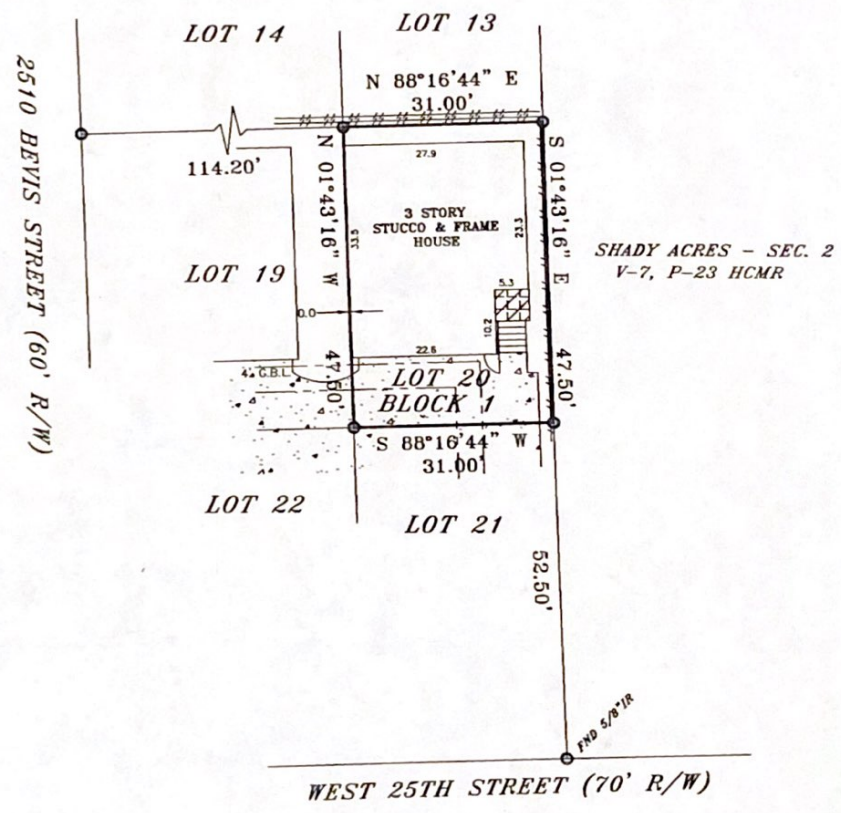 LOT 14
LOT 13
N 88°16'44" E
31.00'
2510 BEVIS STREET (60' R/W)
114.20'
N 01°43'16" W
47.50'
27.9
33.5
3 STORY
STUCCO & FRAME
HOUSE
23.3
S 01°43'16" E
47.50'
SHADY ACRES - SEC. 2
V-7, P-23 HCMR
LOT 19
0.0
5.3
10.2
22.6
4' G.B.L.
LOT 20
BLOCK 1
S 88°16'44" W
31.00'
LOT 22
LOT 21
52.50'
FND 5/8"IR
WEST 25TH STREET (70' R/W)